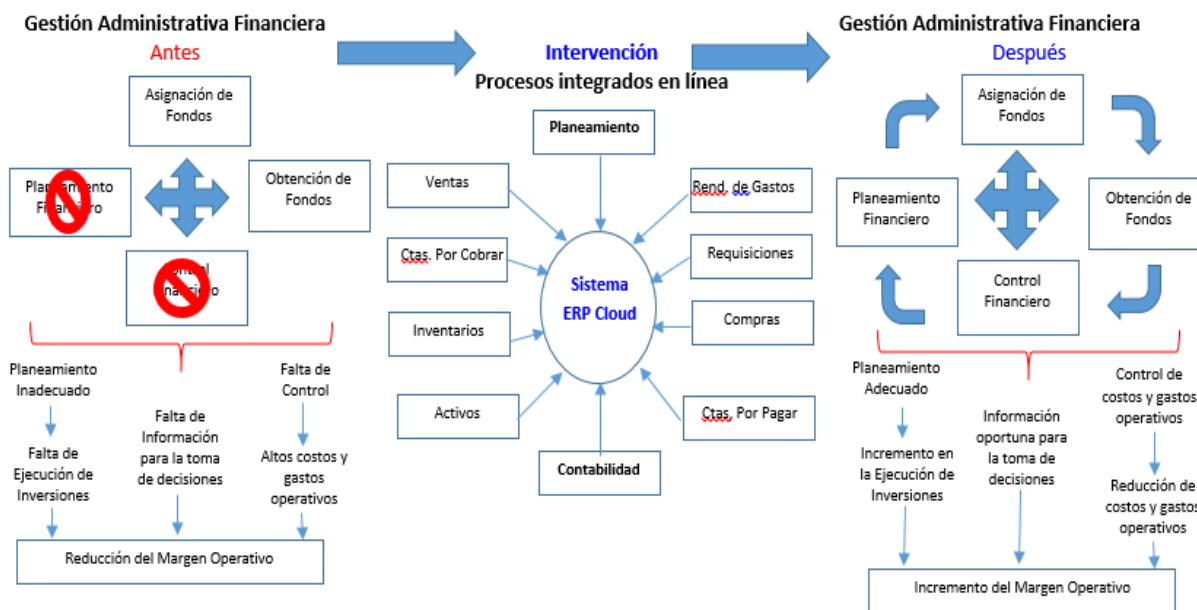 Gestión Administrativa Financiera
Antes
Asignación de
Fondos
Planeamiento
Financiero
Obtención de
Fondos
Control
Financiero
Planeamiento
Inadecuado
Falta de
Ejecución de
Inversiones
Falta de
Información
para la toma
de decisiones
Falta de
Control
Altos costos y
gastos
operativos
Reducción del Margen Operativo
Intervención
Procesos integrados en línea
Planeamiento
Ventas
Ctas. Por Cobrar
Inventarios
Activos
Sistema
ERP Cloud
Rend. de Gastos
Requisiciones
Compras
Ctas. Por Pagar
Contabilidad
Gestión Administrativa Financiera
Después
Asignación de
Fondos
Planeamiento
Financiero
Obtención de
Fondos
Control
Financiero
Planeamiento
Adecuado
Incremento en
la Ejecución de
Inversiones
Información
oportuna para
la toma de
decisiones
Control de
costos y gastos
operativos
Reducción de
costos y gastos
operativos
Incremento del Margen Operativo